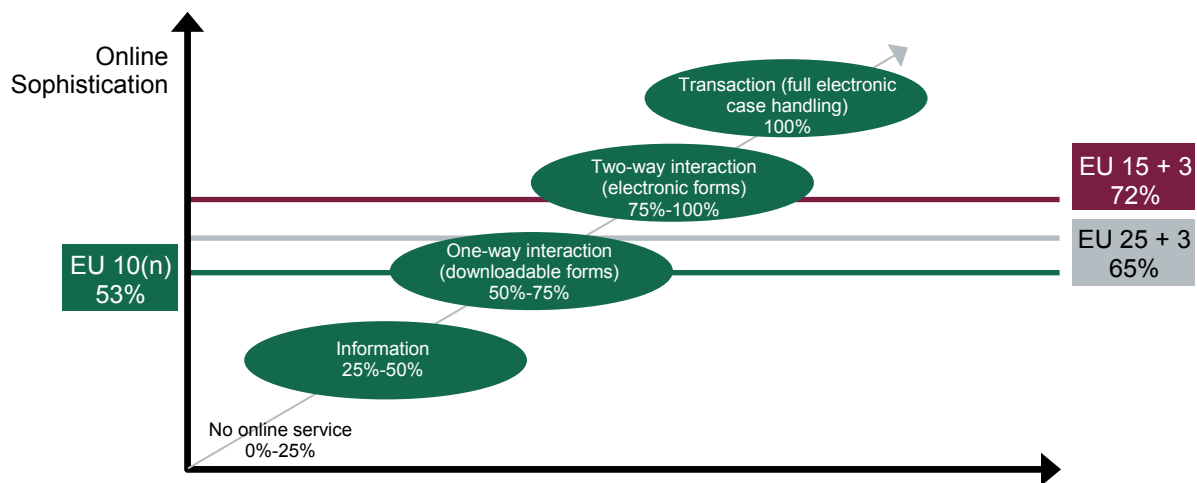 Online
Sophistication
Transaction (full electronic
case handling)
100%
Two-way interaction
(electronic forms)
75%-100%
EU 15 + 3
72%
EU 25 + 3
65%
EU 10(n)
53%
One-way interaction
(downloadable forms)
50%-75%
Information
25%-50%
No online service
0%-25%